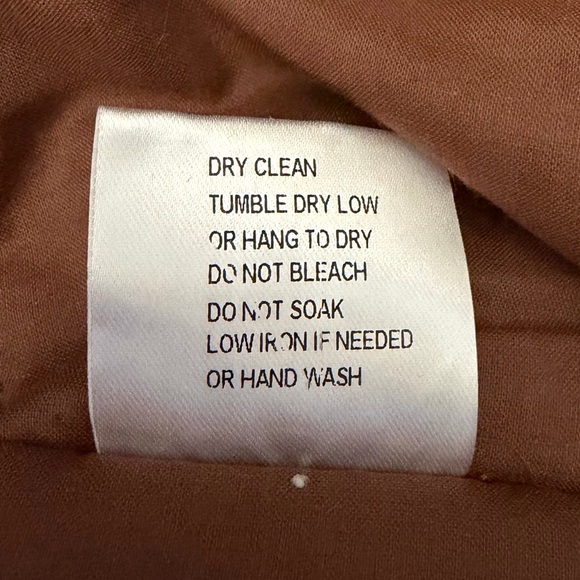 DRY CLEAN
TUMBLE DRY LOW
OR HANG TO DRY
DO NOT BLEACH
DO NOT SOAK
LOW IRON IF NEEDED
OR HAND WASH